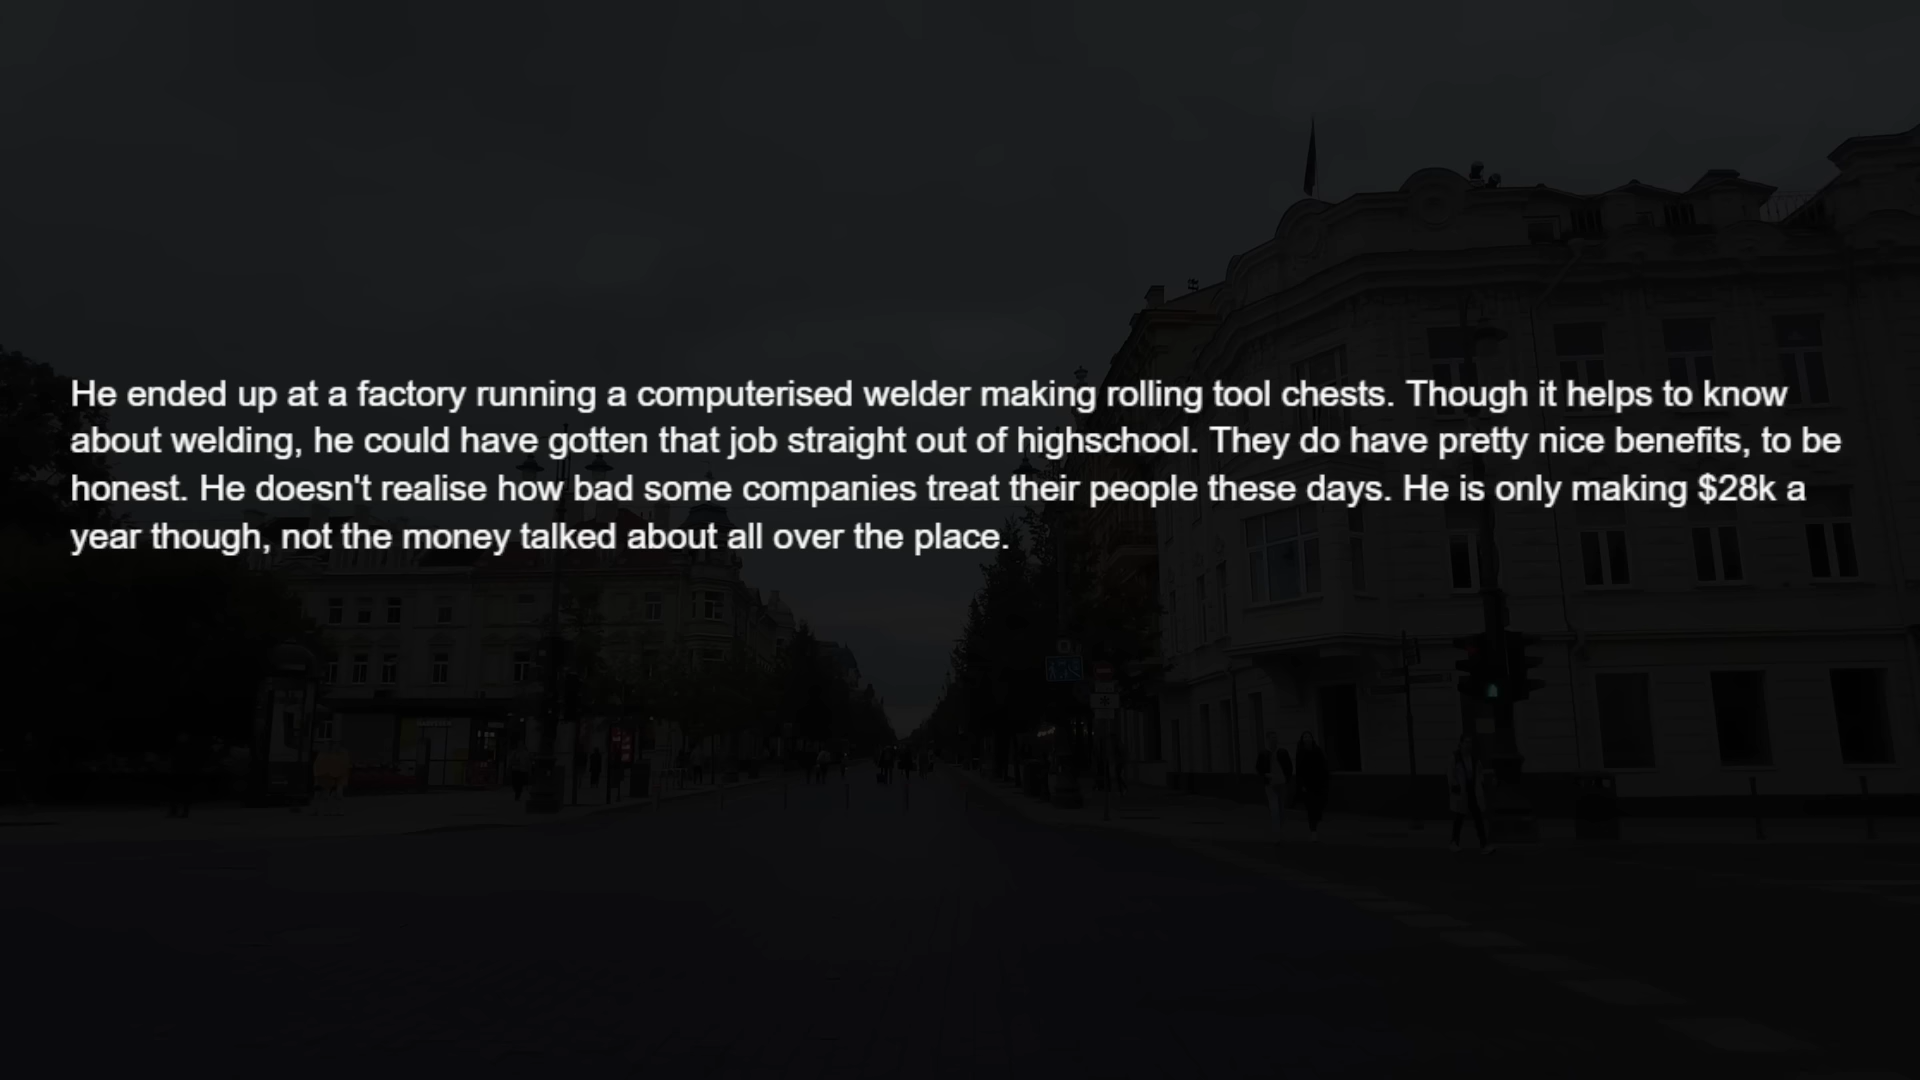 He ended up at a factory running a computerised welder making rolling tool chests. Though it helps to know
about welding, he could have gotten that job straight out of highschool. They do have pretty nice benefits, to be
honest. He doesn't realise how bad some companies treat their people these days. He is only making $28k a
year though, not the money talked about all over the place.